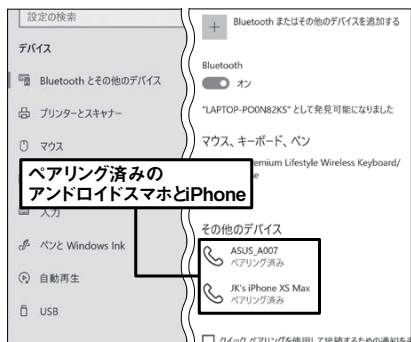 設定の検索
デバイス
Bluetooth とその他のデバイス
プリンターとスキャナー
マウス
入力
ペンと Windows Ink
自動再生
USB
Bluetooth またはその他のデバイスを追加する
Bluetooth
オン
"LAPTOP-PO0N82KS" として発見可能になりました
マウス、キーボード、ペン
emium Lifestyle Wireless Keyboard/
ペアリング済みの
アンドロイドスマホとiPhone
その他のデバイス
ASUS_A007
ペアリング済み
JK's iPhone XS Max
ペアリング済み
クイック ペアリングを使用して接続するための通知を